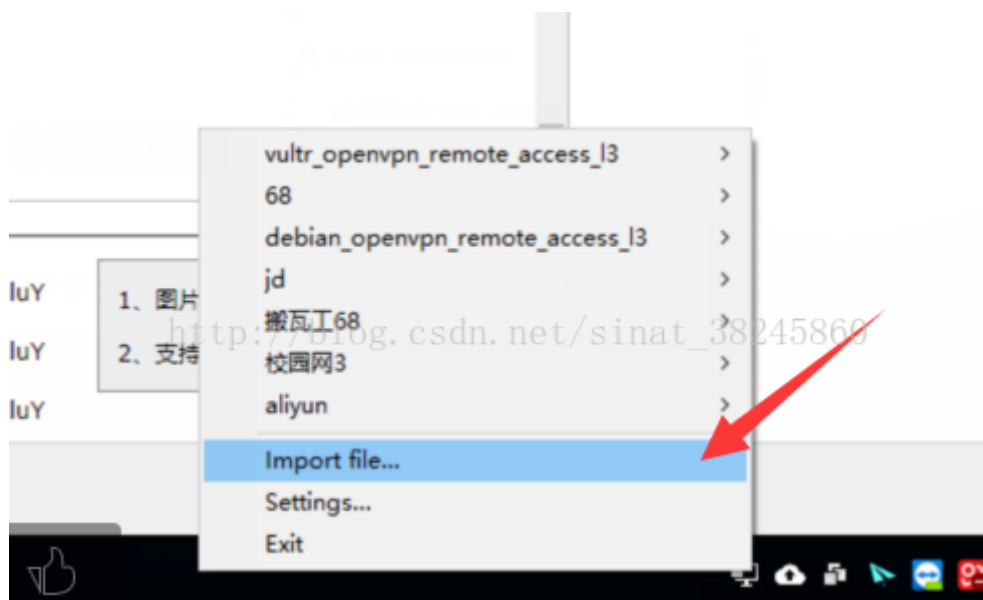 vultr_openvpn_remote_access_l3
68
debian_openvpn_remote_access_l3
jd
搬瓦工68
校园网3
aliyun
Import file...
Settings...
Exit
luY
luY
luY
1、图片
2、支持
http://blog.csdn.net/sinat_38245860